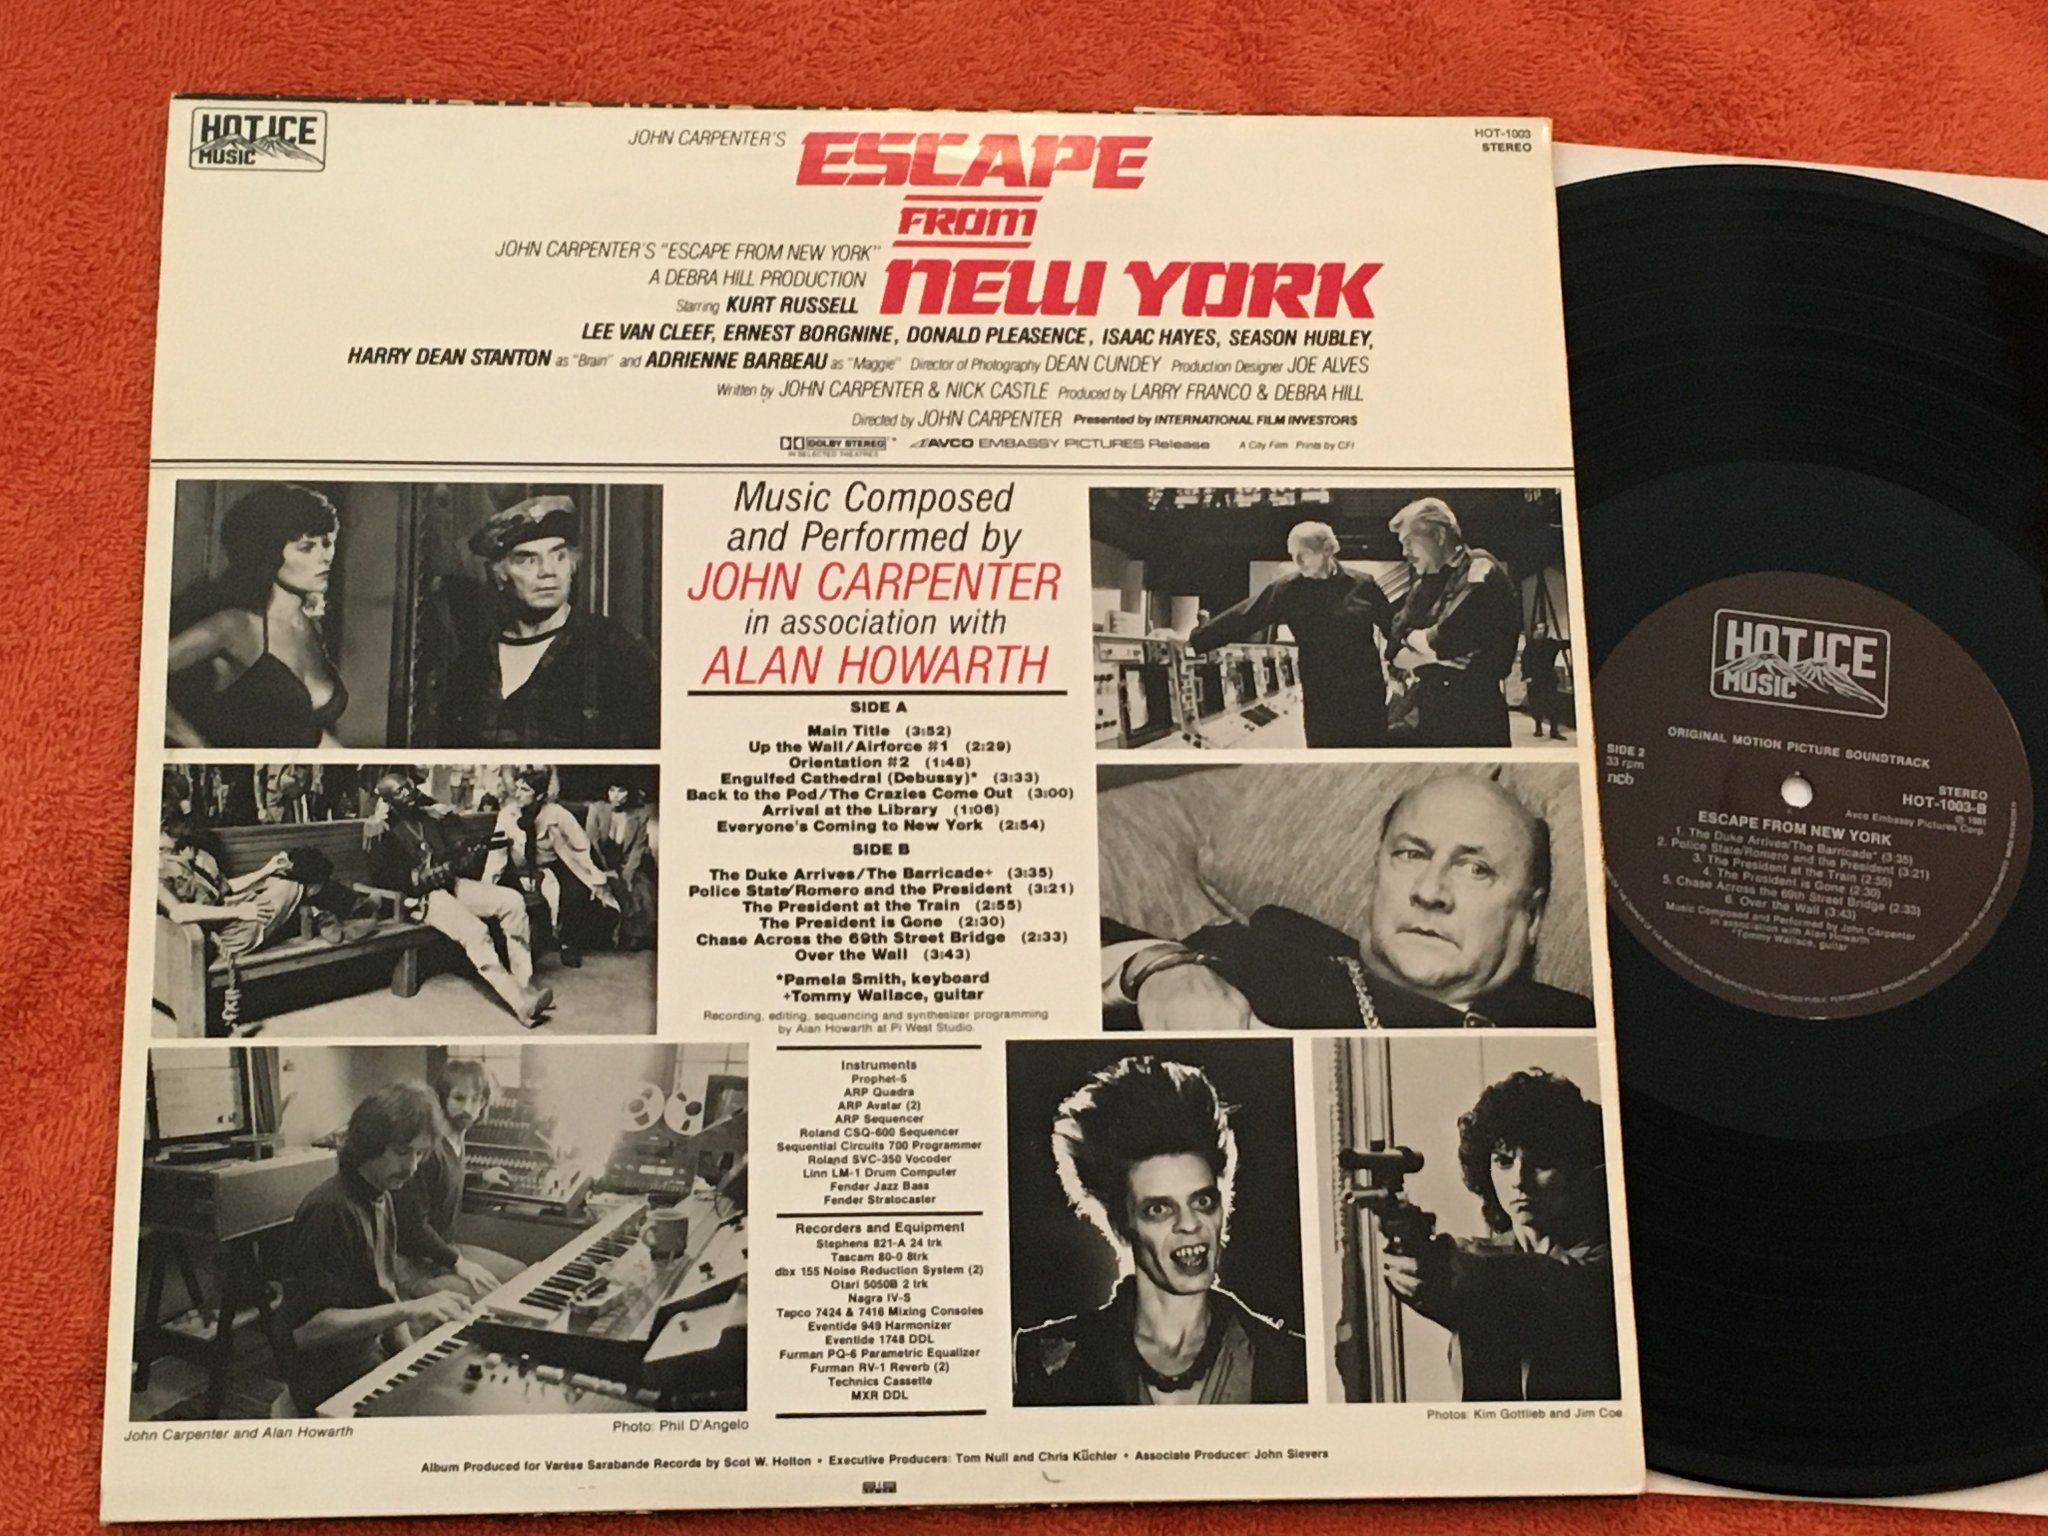 HOT ICE
MUSIC
JOHN CARPENTER'S
ESCAPE
FROM
NEW YORK
HOT-1003
STEREO
JOHN CARPENTER'S "ESCAPE FROM NEW YORK"
A DEBRA HILL PRODUCTION
Starring KURT RUSSELL
LEE VAN CLEEF, ERNEST BORGNINE, DONALD PLEASENCE, ISAAC HAYES, SEASON HUBLEY,
HARRY DEAN STANTON as "Brain" and ADRIENNE BARBEAU as "Maggie" Director of Photography DEAN CUNDEY Production Designer JOE ALVES
Written by JOHN CARPENTER & NICK CASTLE Produced by LARRY FRANCO & DEBRA HILL
Directed by JOHN CARPENTER Presented by INTERNATIONAL FILM INVESTORS
DOLBY STEREO AVCO EMBASSY PICTURES Release A City Film Prints by CFI
IN SELECTED THEATRES
Music Composed
and Performed by
JOHN CARPENTER
in association with
ALAN HOWARTH
SIDE A
Main Title (3:52)
Up the Wall/Airforce #1 (2:29)
Orientation #2 (1:48)
Engulfed Cathedral (Debussy)* (3:33)
Back to the Pod/The Crazies Come Out (3:00)
Arrival at the Library (1:06)
Everyone's Coming to New York (2:54)
SIDE B
The Duke Arrives/The Barricade+ (3:35)
Police State/Romero and the President (3:21)
The President at the Train (2:55)
The President is Gone (2:30)
Chase Across the 69th Street Bridge (2:33)
Over the Wall (3:43)
*Pamela Smith, keyboard
+Tommy Wallace, guitar
Recording, editing, sequencing and synthesizer programming
by Alan Howarth at Pi West Studio.
Instruments
Prophet-5
ARP Quadra
ARP Avatar (2)
ARP Sequencer
Roland CSQ-600 Sequencer
Sequential Circuits 700 Programmer
Roland SVC-350 Vocoder
Linn LM-1 Drum Computer
Fender Jazz Bass
Fender Stratocaster
Recorders and Equipment
Stephens 821-A 24 trk
Tascam 80-0 8trk
dbx 155 Noise Reduction System (2)
Otari 5050B 2 trk
Nagra IV-S
Tapco 7424 & 7416 Mixing Consoles
Eventide 949 Harmonizer
Eventide 1748 DDL
Furman PQ-6 Parametric Equalizer
Furman RV-1 Reverb (2)
Technics Cassette
MXR DDL
John Carpenter and Alan Howarth
Photo: Phil D'Angelo
Photos: Kim Gottlieb and Jim Coe
Album Produced for Varèse Sarabande Records by Scot W. Holton • Executive Producers: Tom Null and Chris Küchler • Associate Producer: John Sievers
HOT ICE
MUSIC
ORIGINAL MOTION PICTURE SOUNDTRACK
SIDE 2
33 rpm
ncb
STEREO
HOT-1003-B
℗ 1981
Avco Embassy Pictures Corp.
ESCAPE FROM NEW YORK
1. The Duke Arrives/The Barricade* (3:35)
2. Police State/Romero and the President (3:21)
3. The President at the Train (2:55)
4. The President is Gone (2:30)
5. Chase Across the 69th Street Bridge (2:33)
6. Over the Wall (3:43)
Music Composed and Performed by John Carpenter
in association with Alan Howarth
*Tommy Wallace, guitar